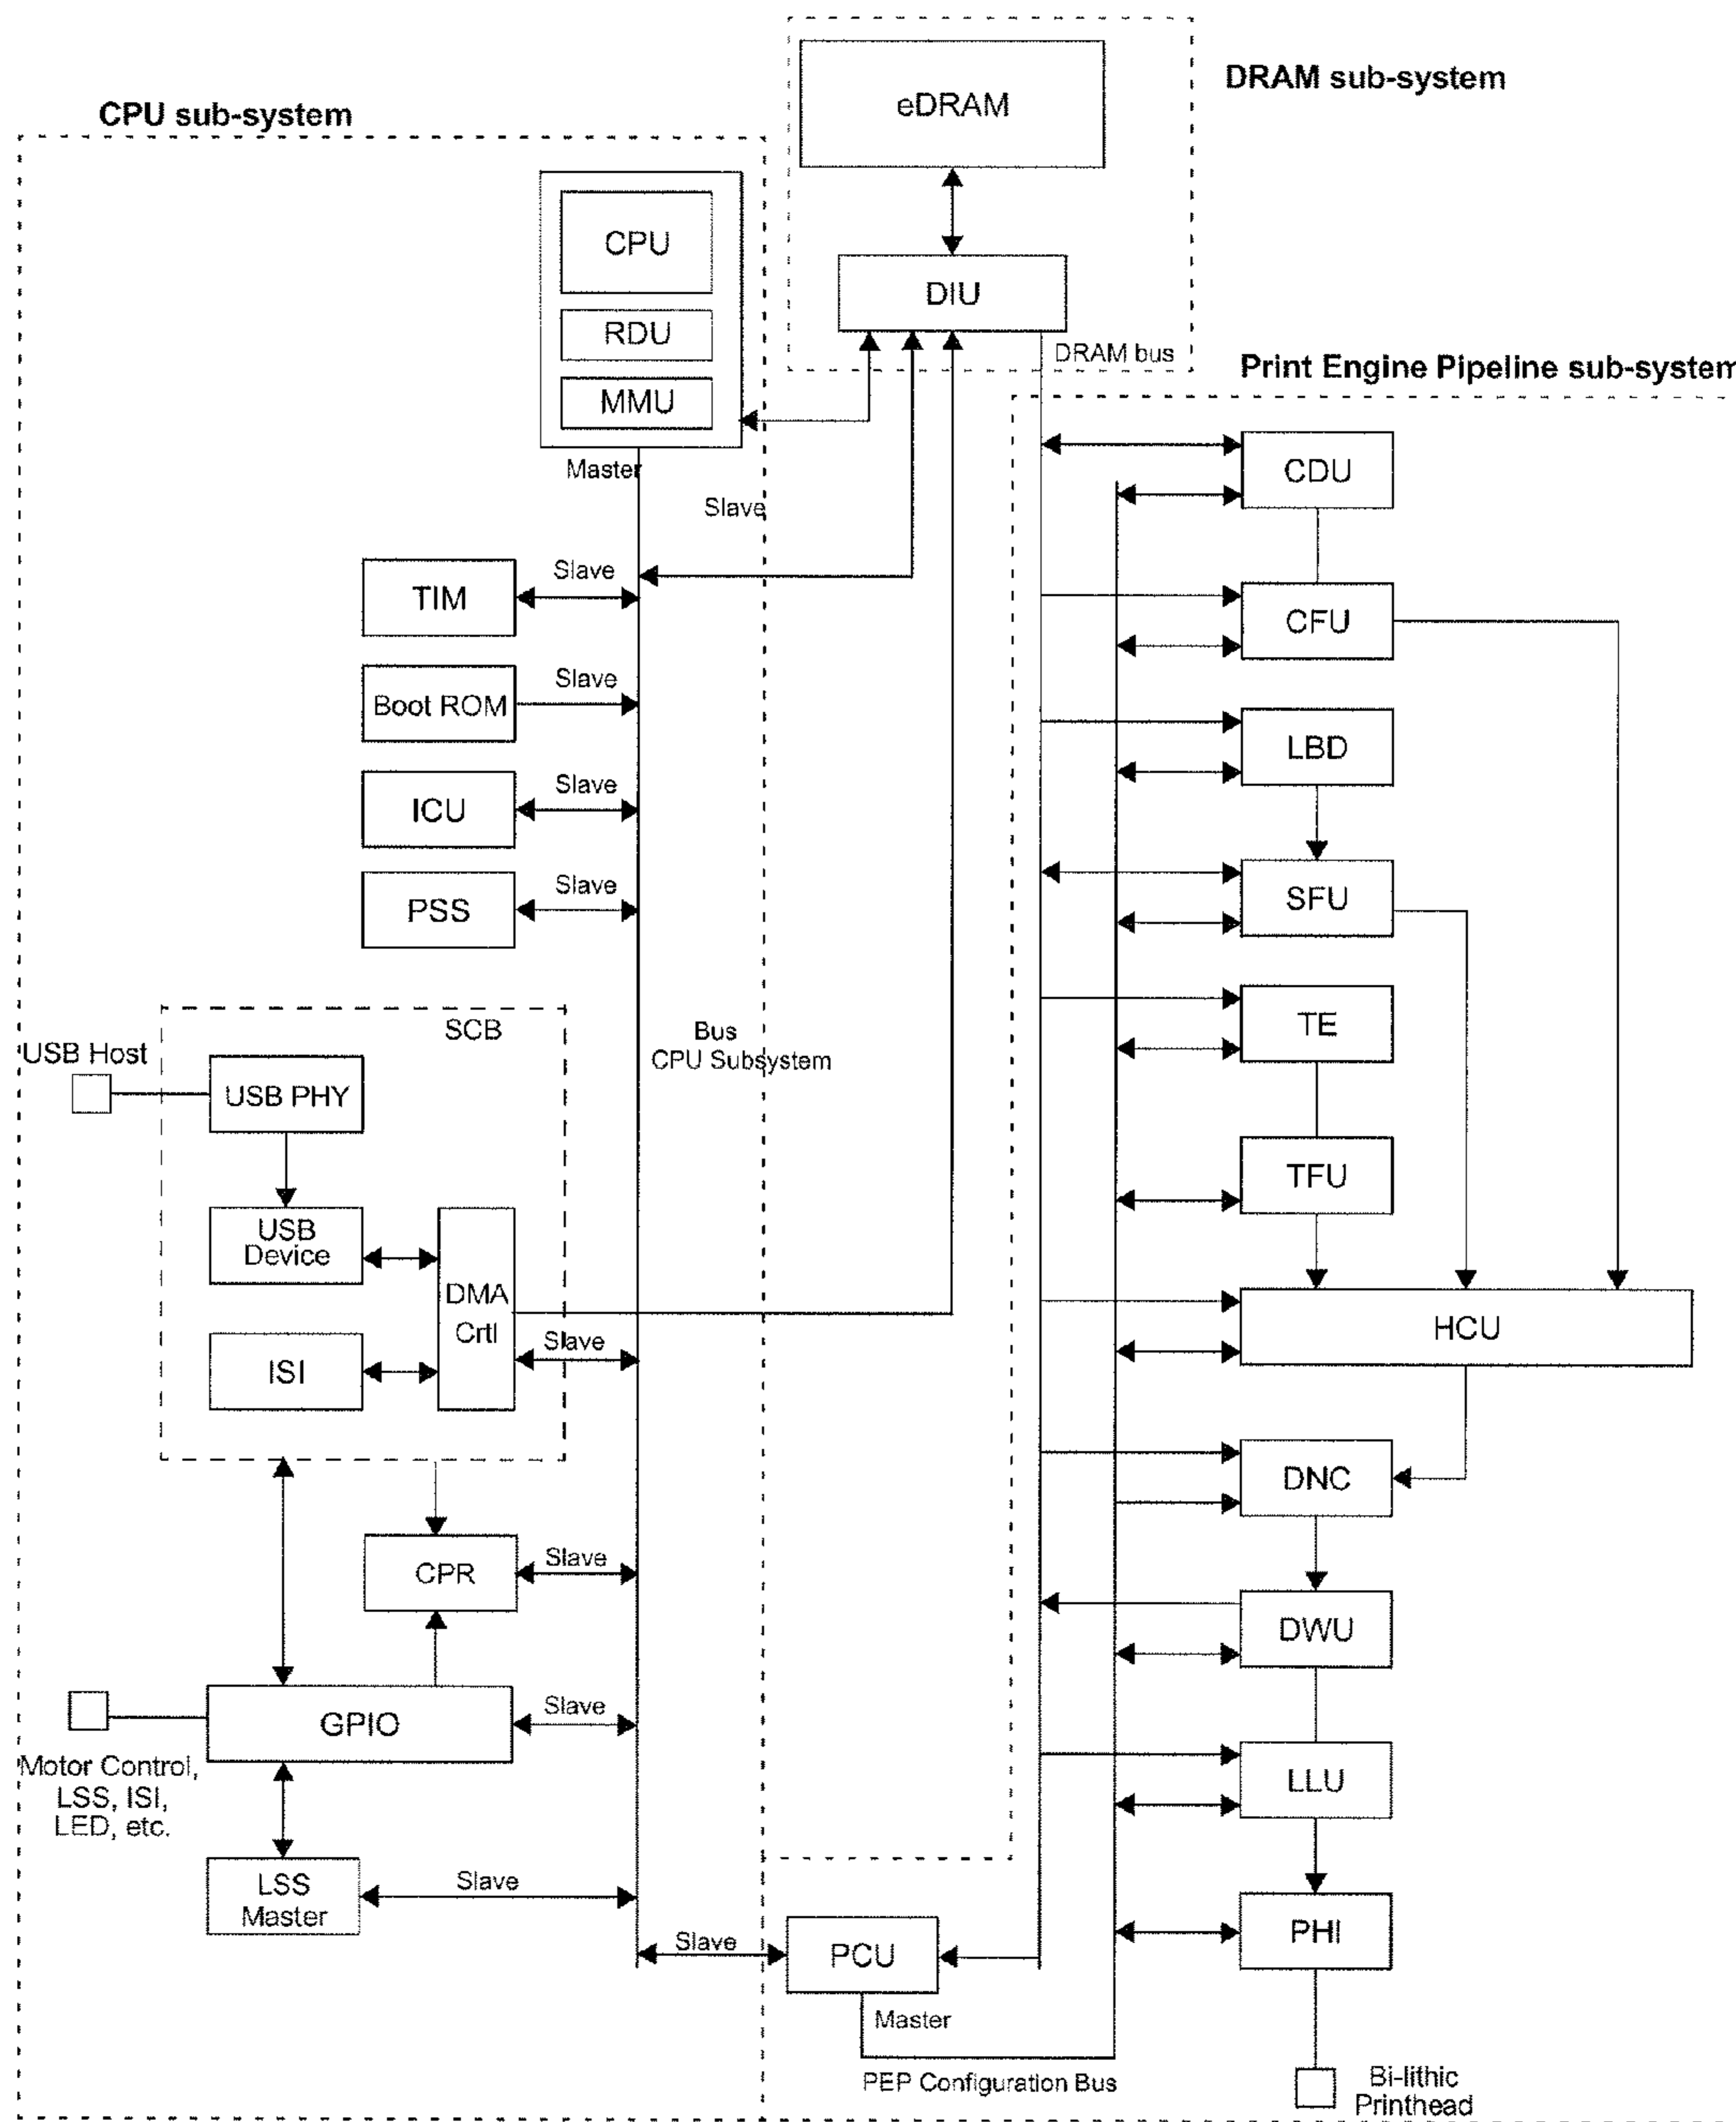 DRAM sub-system
CPU sub-system
eDRAM
CPU
DIU
RDU
DRAM bus
Print Engine Pipeline sub-system
MMU
Master
CDU
Slave
Slave
TIM
CFU
Slave
Boot ROM
LBD
Slave
ICU
Slave
PSS
SFU
SCB
TE
Bus
CPU Subsystem
USB Host
USB PHY
TFU
USB
Device
DMA
Crtl
HCU
Slave
ISI
DNC
Slave
CPR
DWU
Slave
GPIO
Motor Control,
LSS, ISI,
LED, etc.
LLU
Slave
LSS
Master
PHI
Slave
PCU
Master
PEP Configuration Bus
Bi-lithic
Printhead